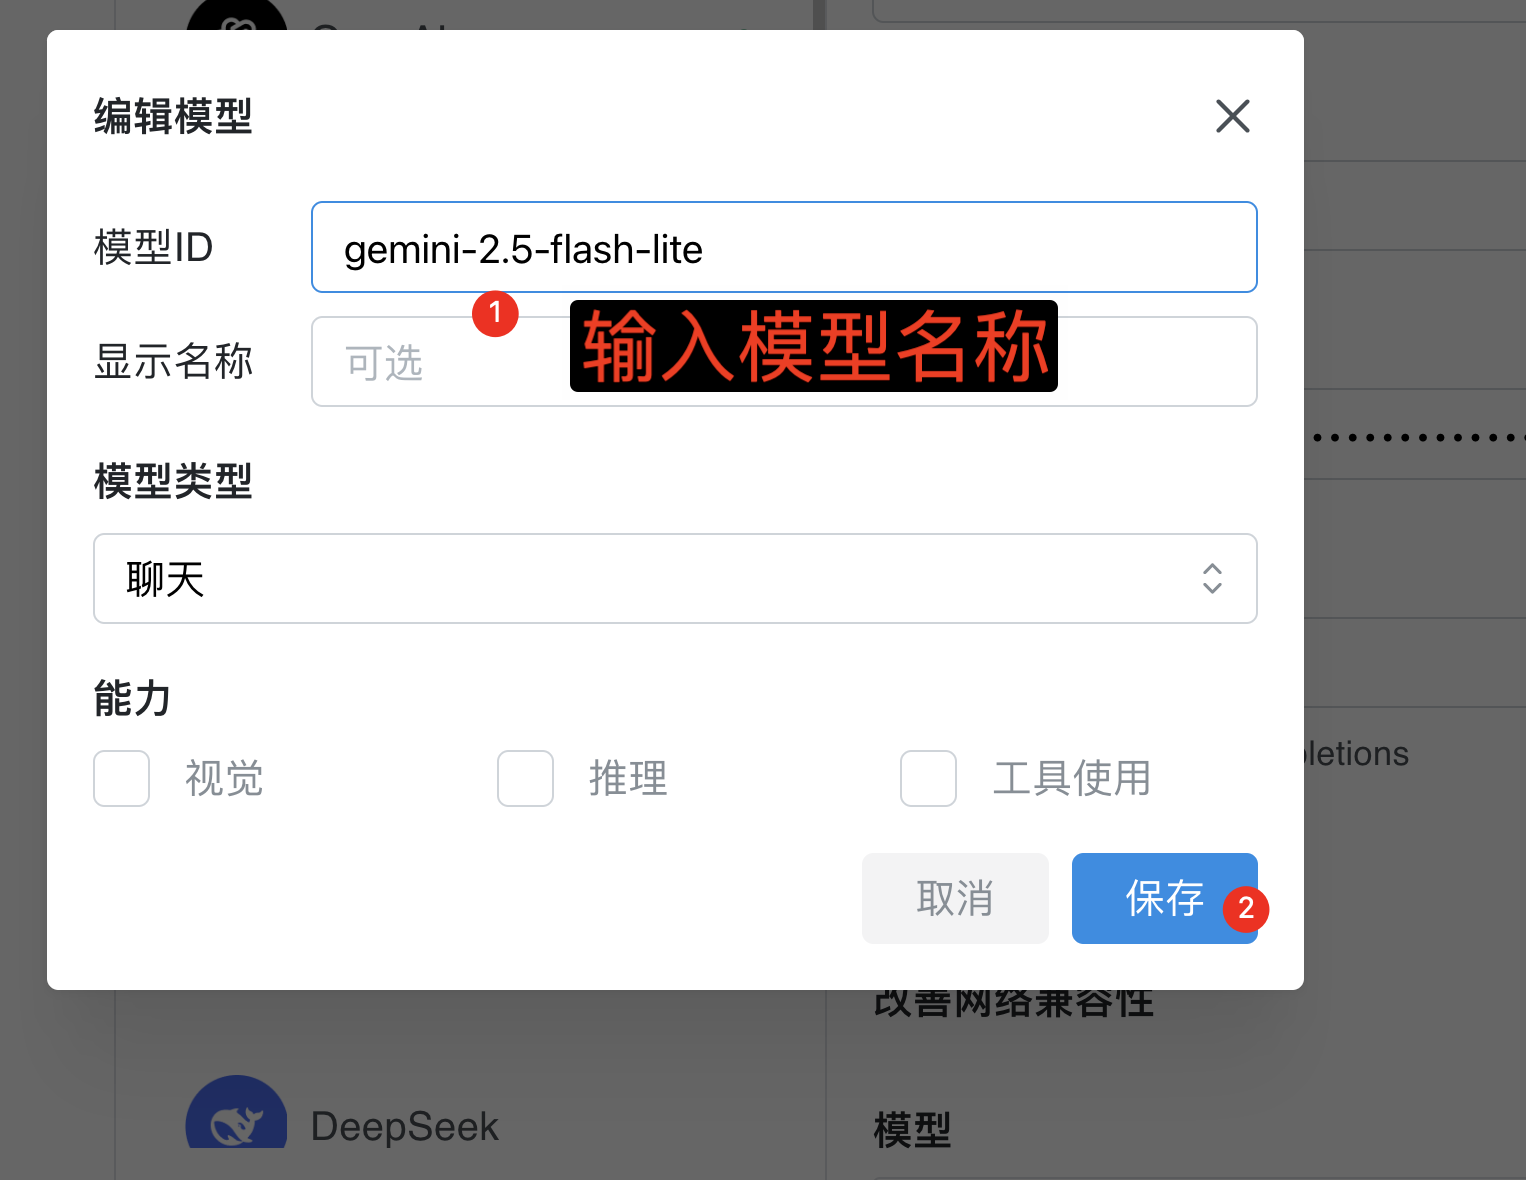 编辑模型
模型ID
gemini-2.5-flash-lite
1
输入模型名称
显示名称
可选
模型类型
聊天
能力
视觉
推理
工具使用
取消
保存
2
pletions
改善网络兼容性
DeepSeek
模型